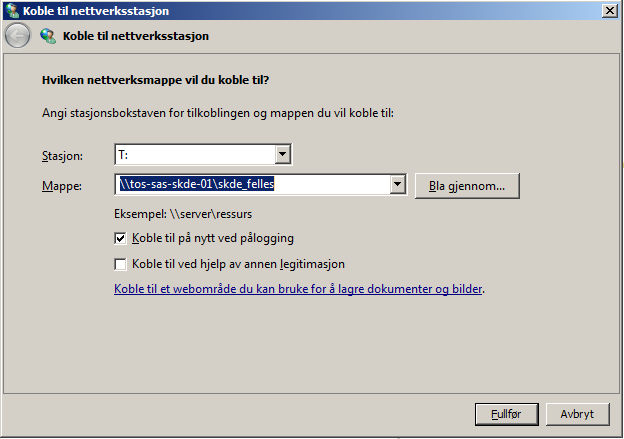 Koble til nettverksstasjon
Koble til nettverksstasjon
Hvilken nettverksmappe vil du koble til?
Angi stasjonsbokstaven for tilkoblingen og mappen du vil koble til:
Stasjon: T:
Mappe: \\tos-sas-skde-01\skde_felles Bla gjennom...
Eksempel: \\server\ressurs
Koble til på nytt ved pålogging
Koble til ved hjelp av annen legitimasjon
Koble til et webområde du kan bruke for å lagre dokumenter og bilder.
Fullfør Avbryt